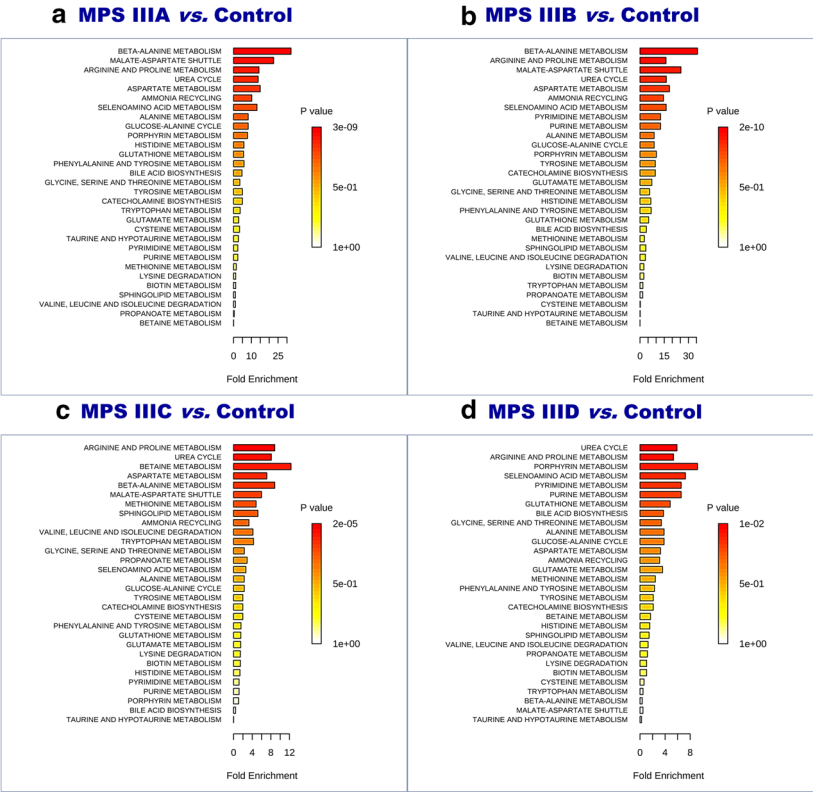 a MPS IIIA vs. Control
BETA-ALANINE METABOLISM
MALATE-ASPARTATE SHUTTLE
ARGININE AND PROLINE METABOLISM
UREA CYCLE
ASPARTATE METABOLISM
AMMONIA RECYCLING
SELENOAMINO ACID METABOLISM
ALANINE METABOLISM
GLUCOSE-ALANINE CYCLE
PORPHYRIN METABOLISM
HISTIDINE METABOLISM
GLUTATHIONE METABOLISM
PHENYLALANINE AND TYROSINE METABOLISM
BILE ACID BIOSYNTHESIS
GLYCINE, SERINE AND THREONINE METABOLISM
TYROSINE METABOLISM
CATECHOLAMINE BIOSYNTHESIS
TRYPTOPHAN METABOLISM
GLUTAMATE METABOLISM
CYSTEINE METABOLISM
TAURINE AND HYPOTAURINE METABOLISM
PYRIMIDINE METABOLISM
PURINE METABOLISM
METHIONINE METABOLISM
LYSINE DEGRADATION
BIOTIN METABOLISM
SPHINGOLIPID METABOLISM
VALINE, LEUCINE AND ISOLEUCINE DEGRADATION
PROPANOATE METABOLISM
BETAINE METABOLISM
P value
3e-09
5e-01
1e+00
0 10 25
Fold Enrichment
b MPS IIIB vs. Control
BETA-ALANINE METABOLISM
ARGININE AND PROLINE METABOLISM
MALATE-ASPARTATE SHUTTLE
UREA CYCLE
ASPARTATE METABOLISM
AMMONIA RECYCLING
SELENOAMINO ACID METABOLISM
PYRIMIDINE METABOLISM
PURINE METABOLISM
ALANINE METABOLISM
GLUCOSE-ALANINE CYCLE
PORPHYRIN METABOLISM
TYROSINE METABOLISM
CATECHOLAMINE BIOSYNTHESIS
GLUTAMATE METABOLISM
GLYCINE, SERINE AND THREONINE METABOLISM
HISTIDINE METABOLISM
PHENYLALANINE AND TYROSINE METABOLISM
GLUTATHIONE METABOLISM
BILE ACID BIOSYNTHESIS
METHIONINE METABOLISM
SPHINGOLIPID METABOLISM
VALINE, LEUCINE AND ISOLEUCINE DEGRADATION
LYSINE DEGRADATION
BIOTIN METABOLISM
TRYPTOPHAN METABOLISM
PROPANOATE METABOLISM
CYSTEINE METABOLISM
TAURINE AND HYPOTAURINE METABOLISM
BETAINE METABOLISM
P value
2e-10
5e-01
1e+00
0 15 30
Fold Enrichment
c MPS IIIC vs. Control
ARGININE AND PROLINE METABOLISM
UREA CYCLE
BETAINE METABOLISM
ASPARTATE METABOLISM
BETA-ALANINE METABOLISM
MALATE-ASPARTATE SHUTTLE
METHIONINE METABOLISM
SPHINGOLIPID METABOLISM
AMMONIA RECYCLING
VALINE, LEUCINE AND ISOLEUCINE DEGRADATION
TRYPTOPHAN METABOLISM
GLYCINE, SERINE AND THREONINE METABOLISM
PROPANOATE METABOLISM
SELENOAMINO ACID METABOLISM
ALANINE METABOLISM
GLUCOSE-ALANINE CYCLE
TYROSINE METABOLISM
CATECHOLAMINE BIOSYNTHESIS
CYSTEINE METABOLISM
PHENYLALANINE AND TYROSINE METABOLISM
GLUTATHIONE METABOLISM
GLUTAMATE METABOLISM
LYSINE DEGRADATION
BIOTIN METABOLISM
HISTIDINE METABOLISM
PYRIMIDINE METABOLISM
PURINE METABOLISM
PORPHYRIN METABOLISM
BILE ACID BIOSYNTHESIS
TAURINE AND HYPOTAURINE METABOLISM
P value
2e-05
5e-01
1e+00
0 4 8 12
Fold Enrichment
d MPS IIID vs. Control
UREA CYCLE
ARGININE AND PROLINE METABOLISM
PORPHYRIN METABOLISM
SELENOAMINO ACID METABOLISM
PYRIMIDINE METABOLISM
PURINE METABOLISM
GLUTATHIONE METABOLISM
BILE ACID BIOSYNTHESIS
GLYCINE, SERINE AND THREONINE METABOLISM
ALANINE METABOLISM
GLUCOSE-ALANINE CYCLE
ASPARTATE METABOLISM
AMMONIA RECYCLING
GLUTAMATE METABOLISM
METHIONINE METABOLISM
PHENYLALANINE AND TYROSINE METABOLISM
TYROSINE METABOLISM
CATECHOLAMINE BIOSYNTHESIS
BETAINE METABOLISM
HISTIDINE METABOLISM
SPHINGOLIPID METABOLISM
VALINE, LEUCINE AND ISOLEUCINE DEGRADATION
PROPANOATE METABOLISM
LYSINE DEGRADATION
BIOTIN METABOLISM
CYSTEINE METABOLISM
TRYPTOPHAN METABOLISM
BETA-ALANINE METABOLISM
MALATE-ASPARTATE SHUTTLE
TAURINE AND HYPOTAURINE METABOLISM
P value
1e-02
5e-01
1e+00
0 4 8
Fold Enrichment